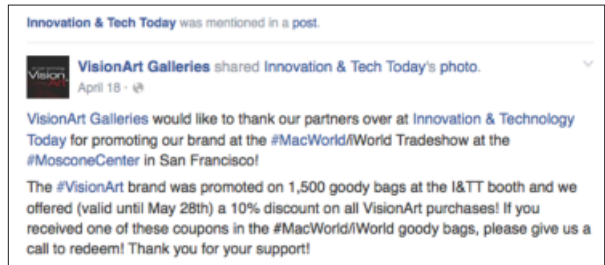 Innovation & Tech Today was mentioned in a post.
VisionArt Galleries shared Innovation & Tech Today's photo.
Vision
Art
April 18 ·
VisionArt Galleries would like to thank our partners over at Innovation & Technology
Today for promoting our brand at the #MacWorld/iWorld Tradeshow at the
#MosconeCenter in San Francisco!
The #VisionArt brand was promoted on 1,500 goody bags at the I&TT booth and we
offered (valid until May 28th) a 10% discount on all VisionArt purchases! If you
received one of these coupons in the #MacWorld/iWorld goody bags, please give us a
call to redeem! Thank you for your support!